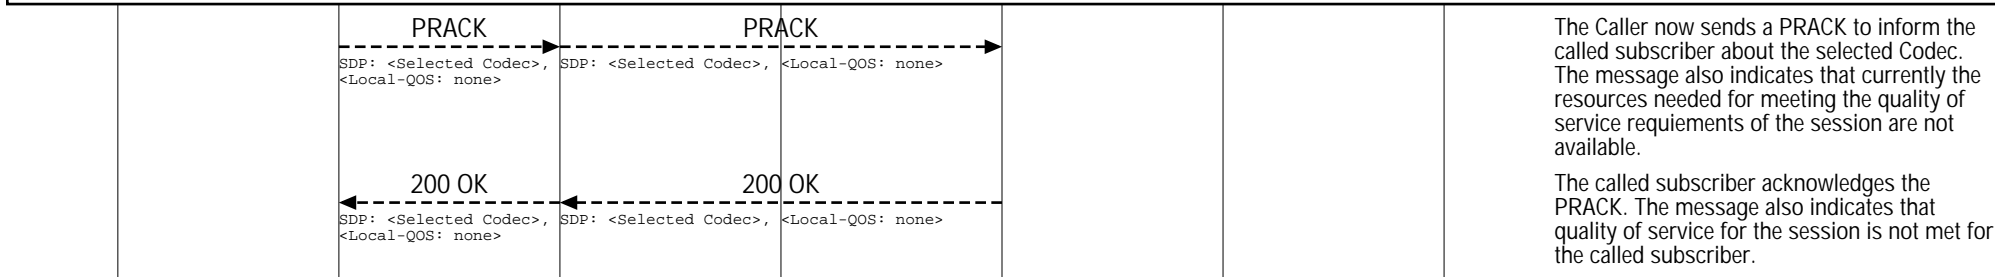 PRACK
PRACK
SDP: <Selected Codec>,
<Local-QOS: none>
SDP: <Selected Codec>, <Local-QOS: none>
The Caller now sends a PRACK to inform the
called subscriber about the selected Codec.
The message also indicates that currently the
resources needed for meeting the quality of
service requiements of the session are not
available.
200 OK
200 OK
SDP: <Selected Codec>,
<Local-QOS: none>
SDP: <Selected Codec>, <Local-QOS: none>
The called subscriber acknowledges the
PRACK. The message also indicates that
quality of service for the session is not met for
the called subscriber.